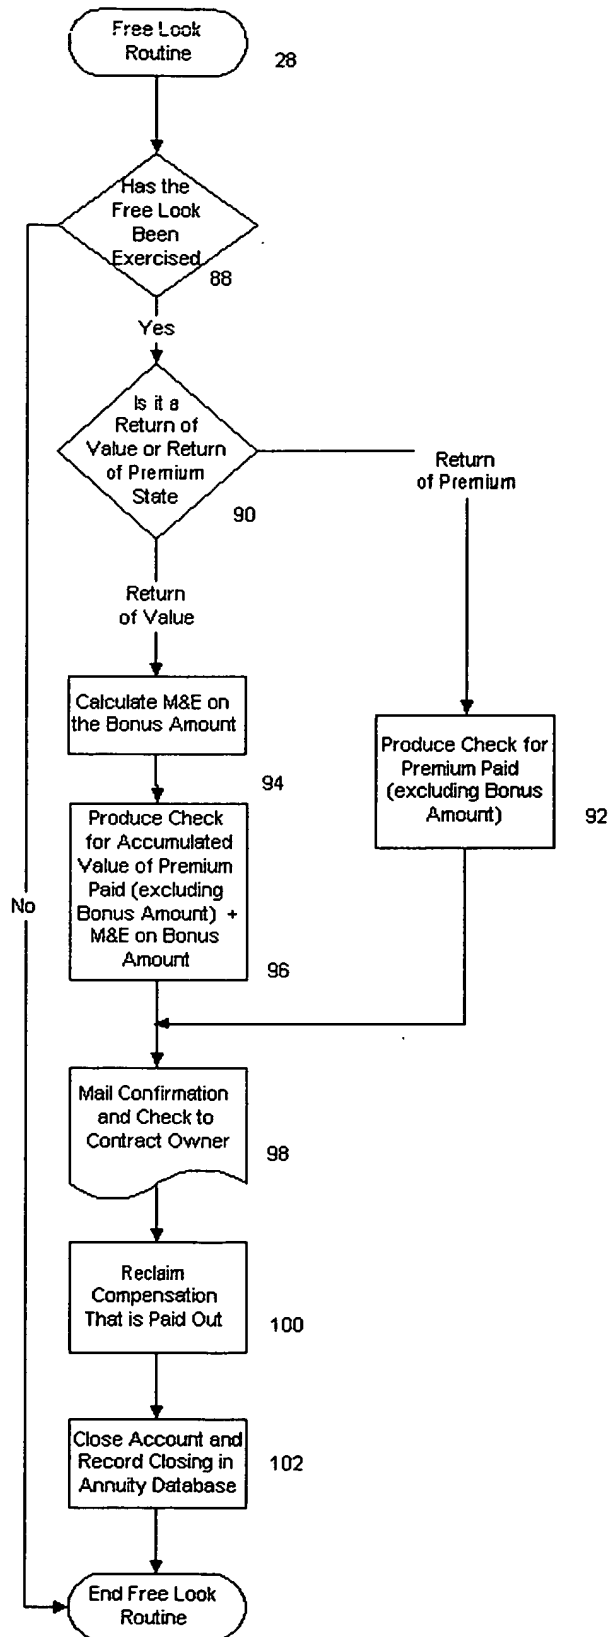 Free Look
Routine
28
Has the
Free Look
Been
Exercised
88
Yes
Is it a
Return of
Value or Return
of Premium
State
90
Return
of Premium
Return
of Value
Calculate M&E on
the Bonus Amount
94
Produce Check for
Premium Paid
(excluding Bonus
Amount)
92
Produce Check
for Accumulated
Value of Premium
Paid (excluding
Bonus Amount) +
M&E on Bonus
Amount
96
No
Mail Confirmation
and Check to
Contract Owner
98
Reclaim
Compensation
That is Paid Out
100
Close Account and
Record Closing in
Annuity Database
102
End Free Look
Routine